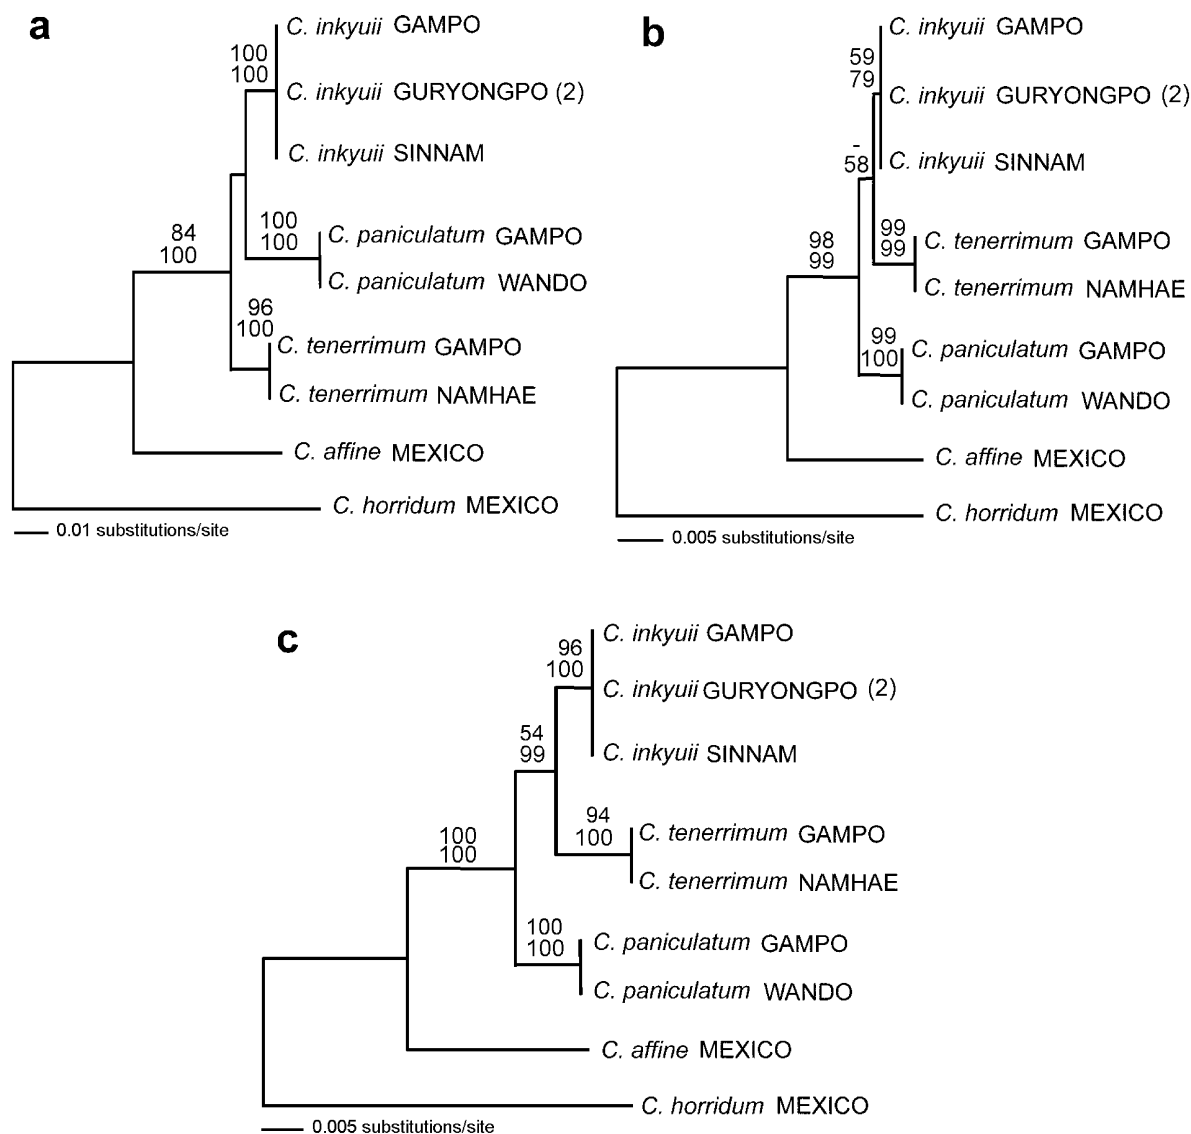 a
C. inkyuii GAMPO
100
100
C. inkyuii GURYONGPO (2)
C. inkyuii SINNAM
84
100
100
100
C. paniculatum GAMPO
C. paniculatum WANDO
96
100
C. tenerrimum GAMPO
C. tenerrimum NAMHAE
C. affine MEXICO
C. horridum MEXICO
0.01 substitutions/site
b
C. inkyuii GAMPO
59
79
C. inkyuii GURYONGPO (2)
-
58
C. inkyuii SINNAM
98
99
99
99
C. tenerrimum GAMPO
C. tenerrimum NAMHAE
99
100
C. paniculatum GAMPO
C. paniculatum WANDO
C. affine MEXICO
C. horridum MEXICO
0.005 substitutions/site
c
C. inkyuii GAMPO
96
100
C. inkyuii GURYONGPO (2)
54
99
C. inkyuii SINNAM
94
100
C. tenerrimum GAMPO
100
100
C. tenerrimum NAMHAE
100
100
C. paniculatum GAMPO
C. paniculatum WANDO
C. affine MEXICO
C. horridum MEXICO
0.005 substitutions/site